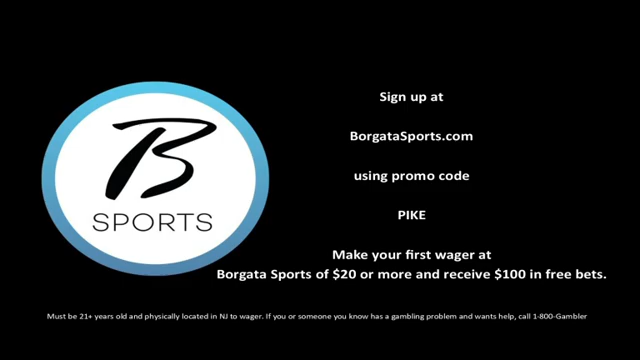 B
SPORTS
Sign up at
BorgataSports.com
using promo code
PIKE
Make your first wager at
Borgata Sports of $20 or more and receive $100 in free bets.
Must be 21+ years old and physically located in NJ to wager. If you or someone you know has a gambling problem and wants help, call 1-800-Gambler